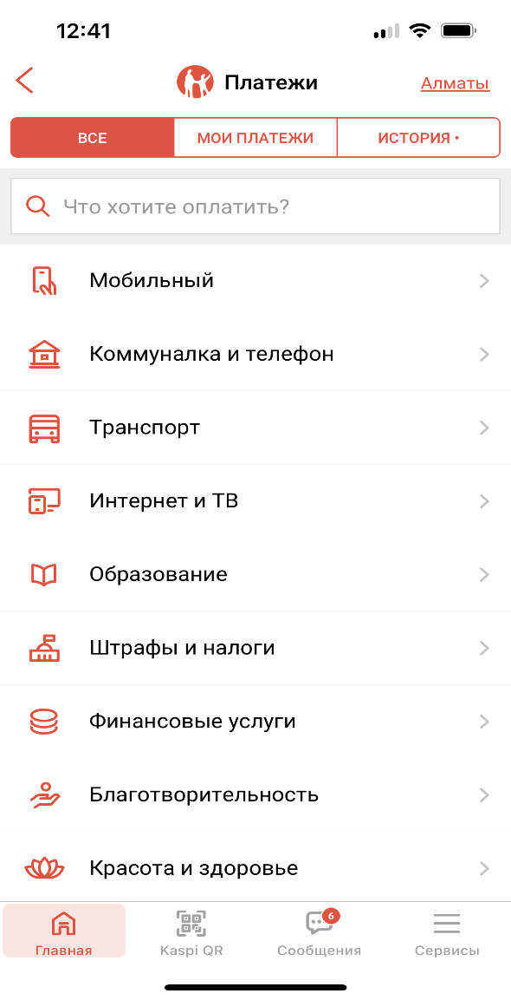 12:41
Платежи
Алматы
ВСЕ
МОИ ПЛАТЕЖИ
ИСТОРИЯ •
Что хотите оплатить?
Мобильный
Коммуналка и телефон
Транспорт
Интернет и ТВ
Образование
Штрафы и налоги
Финансовые услуги
Благотворительность
Красота и здоровье
6
Главная
Kaspi QR
Сообщения
Сервисы